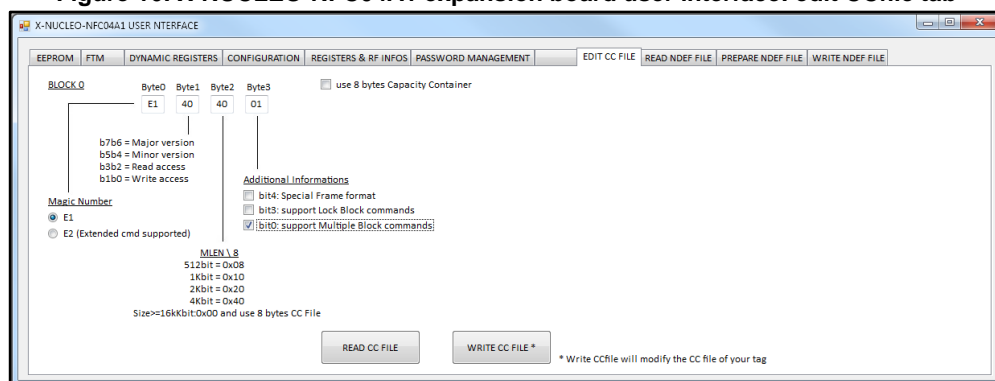 X-NUCLEO-NFC04A1 USER NTERFACE
EEPROM FTM DYNAMIC REGISTERS CONFIGURATION REGISTERS & RF INFOS PASSWORD MANAGEMENT EDIT CC FILE READ NDEF FILE PREPARE NDEF FILE WRITE NDEF FILE
BLOCK 0 Byte0 Byte1 Byte2 Byte3 use 8 bytes Capacity Container
E1 40 40 01
b7b6 = Major version
b5b4 = Minor version
b3b2 = Read access
b1b0 = Write access
Additional Informations
bit4: Special Frame format
Magic Number
bit3: support Lock Block commands
E1
bit0: support Multiple Block commands
E2 (Extended cmd supported)
MLEN \ 8
512bit = 0x08
1Kbit = 0x10
2Kbit = 0x20
4Kbit = 0x40
Size>=16kKbit:0x00 and use 8 bytes CC File
READ CC FILE WRITE CC FILE *
* Write CCfile will modify the CC file of your tag